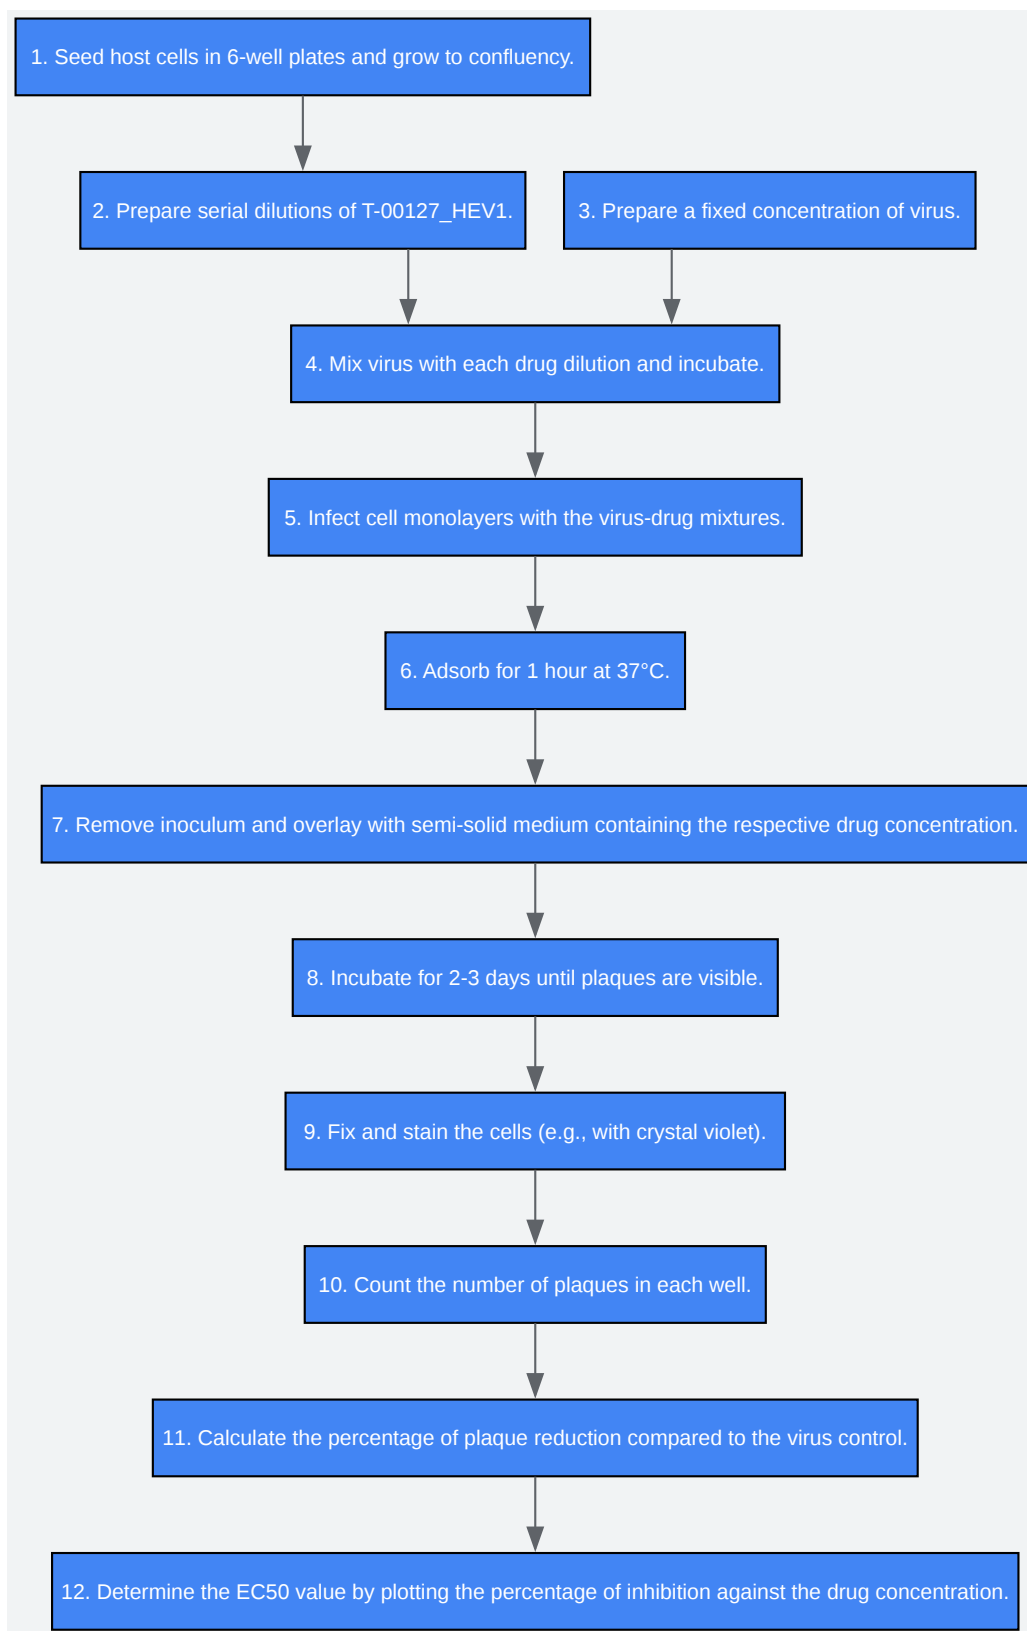 1. Seed host cells in 6-well plates and grow to confluency.
2. Prepare serial dilutions of T-00127_HEV1.
3. Prepare a fixed concentration of virus.
4. Mix virus with each drug dilution and incubate.
5. Infect cell monolayers with the virus-drug mixtures.
6. Adsorb for 1 hour at 37°C.
7. Remove inoculum and overlay with semi-solid medium containing the respective drug concentration.
8. Incubate for 2-3 days until plaques are visible.
9. Fix and stain the cells (e.g., with crystal violet).
10. Count the number of plaques in each well.
11. Calculate the percentage of plaque reduction compared to the virus control.
12. Determine the EC50 value by plotting the percentage of inhibition against the drug concentration.